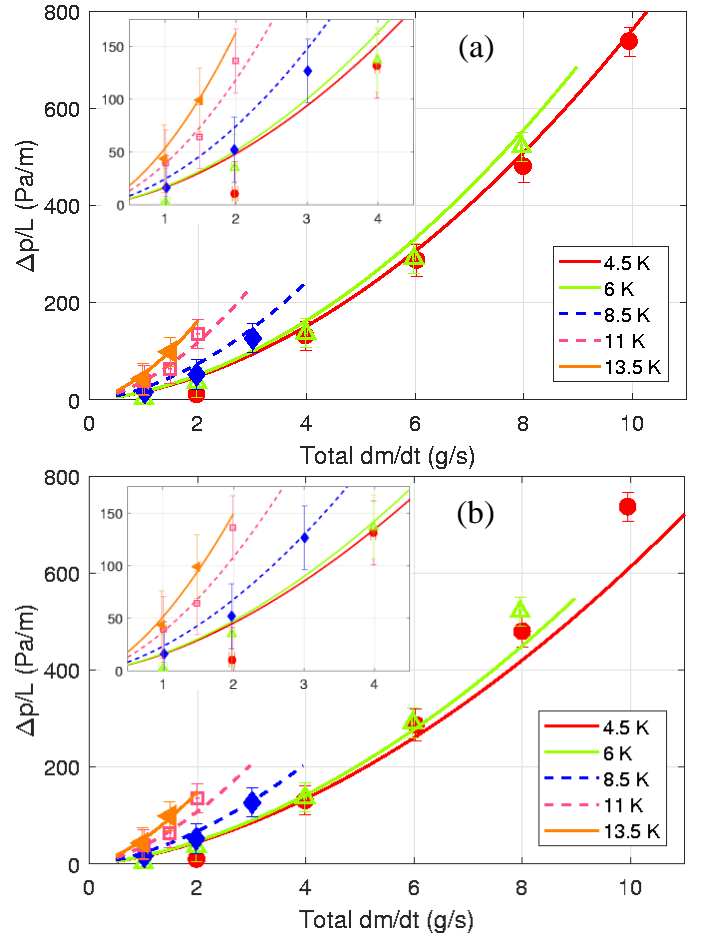 800
600
400
200
0
Δp/L (Pa/m)
150
100
50
0
1 2 3 4
(a)
4.5 K
6 K
8.5 K
11 K
13.5 K
0 2 4 6 8 10
Total dm/dt (g/s)
800
600
400
200
0
Δp/L (Pa/m)
150
100
50
0
1 2 3 4
(b)
4.5 K
6 K
8.5 K
11 K
13.5 K
0 2 4 6 8 10
Total dm/dt (g/s)